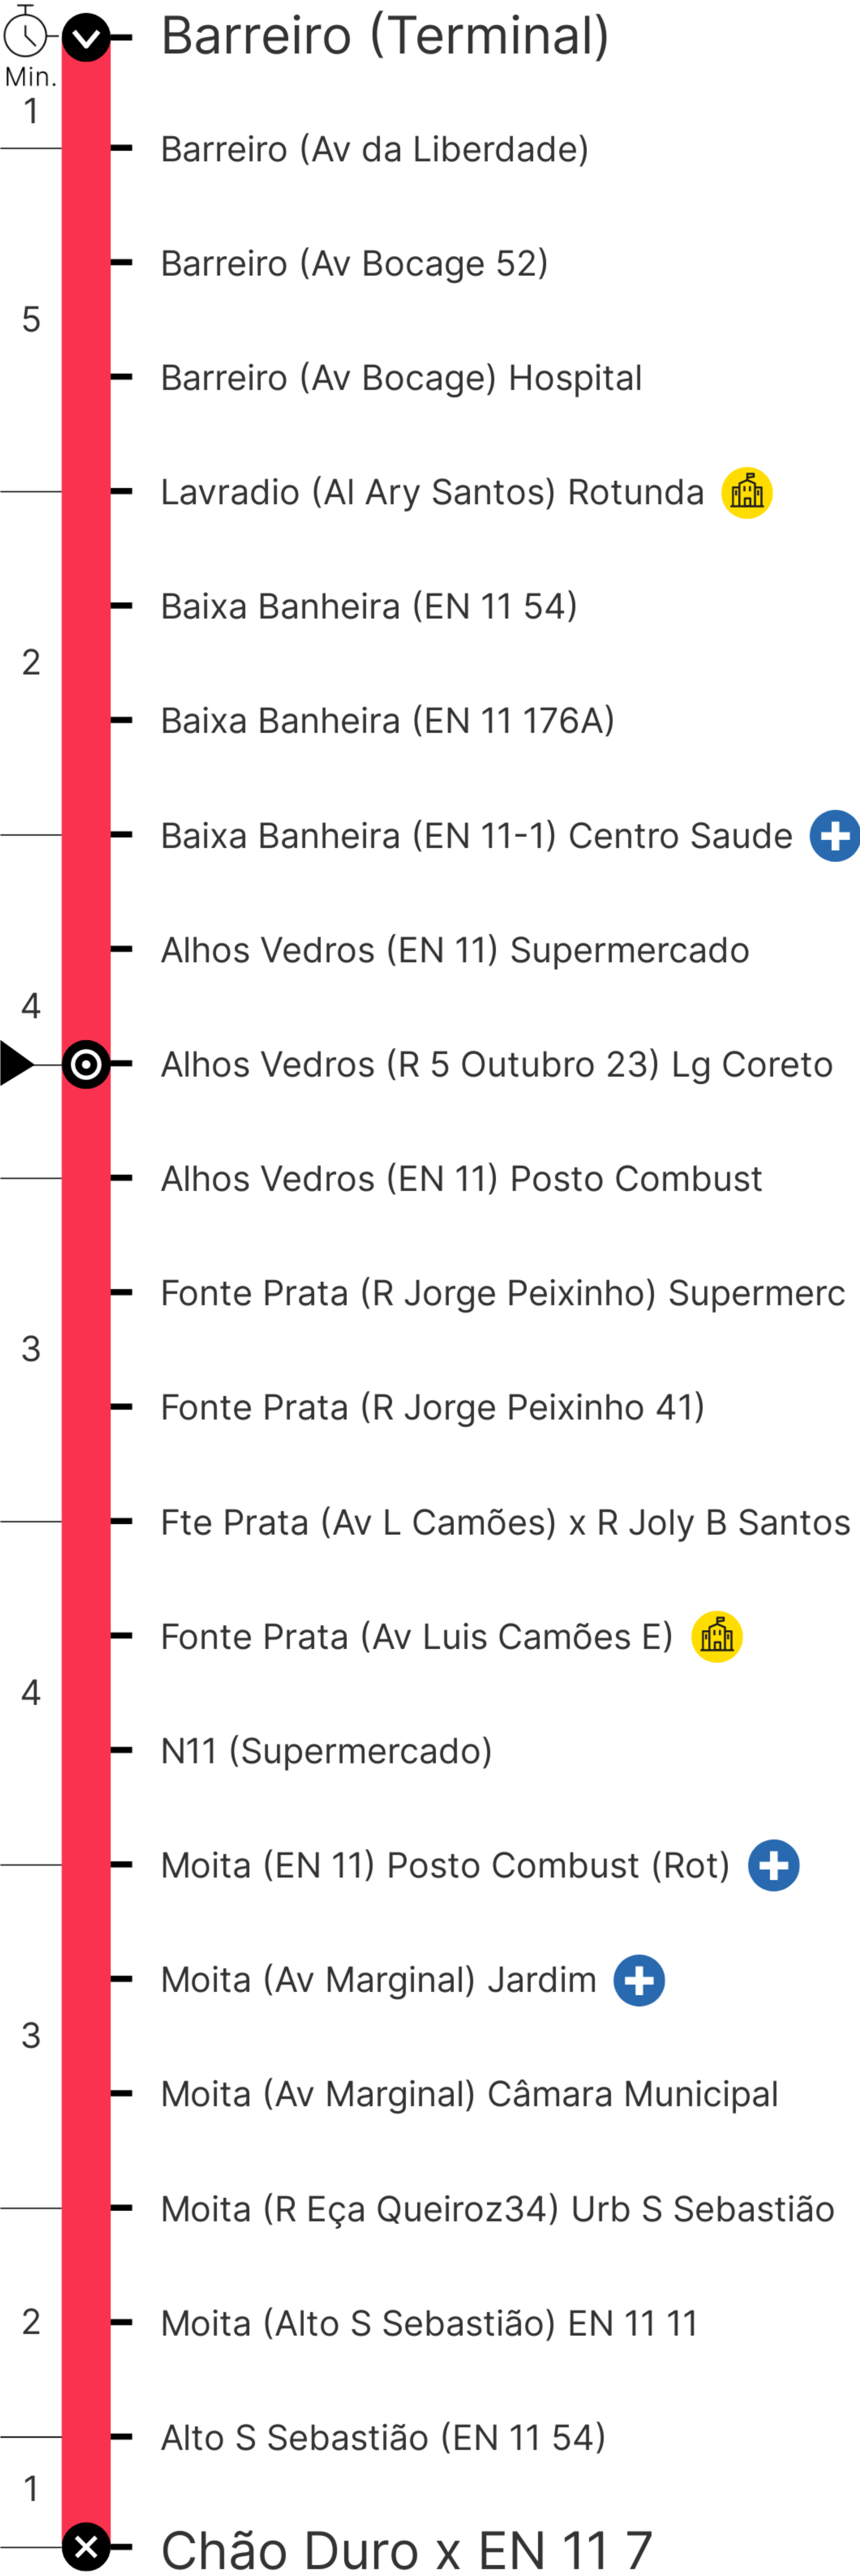 Barreiro (Terminal)
Min.
1
Barreiro (Av da Liberdade)
Barreiro (Av Bocage 52)
5
Barreiro (Av Bocage) Hospital
Lavradio (Al Ary Santos) Rotunda
Baixa Banheira (EN 11 54)
2
Baixa Banheira (EN 11 176A)
Baixa Banheira (EN 11-1) Centro Saude
Alhos Vedros (EN 11) Supermercado
4
Alhos Vedros (R 5 Outubro 23) Lg Coreto
Alhos Vedros (EN 11) Posto Combust
Fonte Prata (R Jorge Peixinho) Supermerc
3
Fonte Prata (R Jorge Peixinho 41)
Fte Prata (Av L Camões) x R Joly B Santos
Fonte Prata (Av Luis Camões E)
4
N11 (Supermercado)
Moita (EN 11) Posto Combust (Rot)
Moita (Av Marginal) Jardim
3
Moita (Av Marginal) Câmara Municipal
Moita (R Eça Queiroz34) Urb S Sebastião
2
Moita (Alto S Sebastião) EN 11 11
Alto S Sebastião (EN 11 54)
1
Chão Duro x EN 11 7